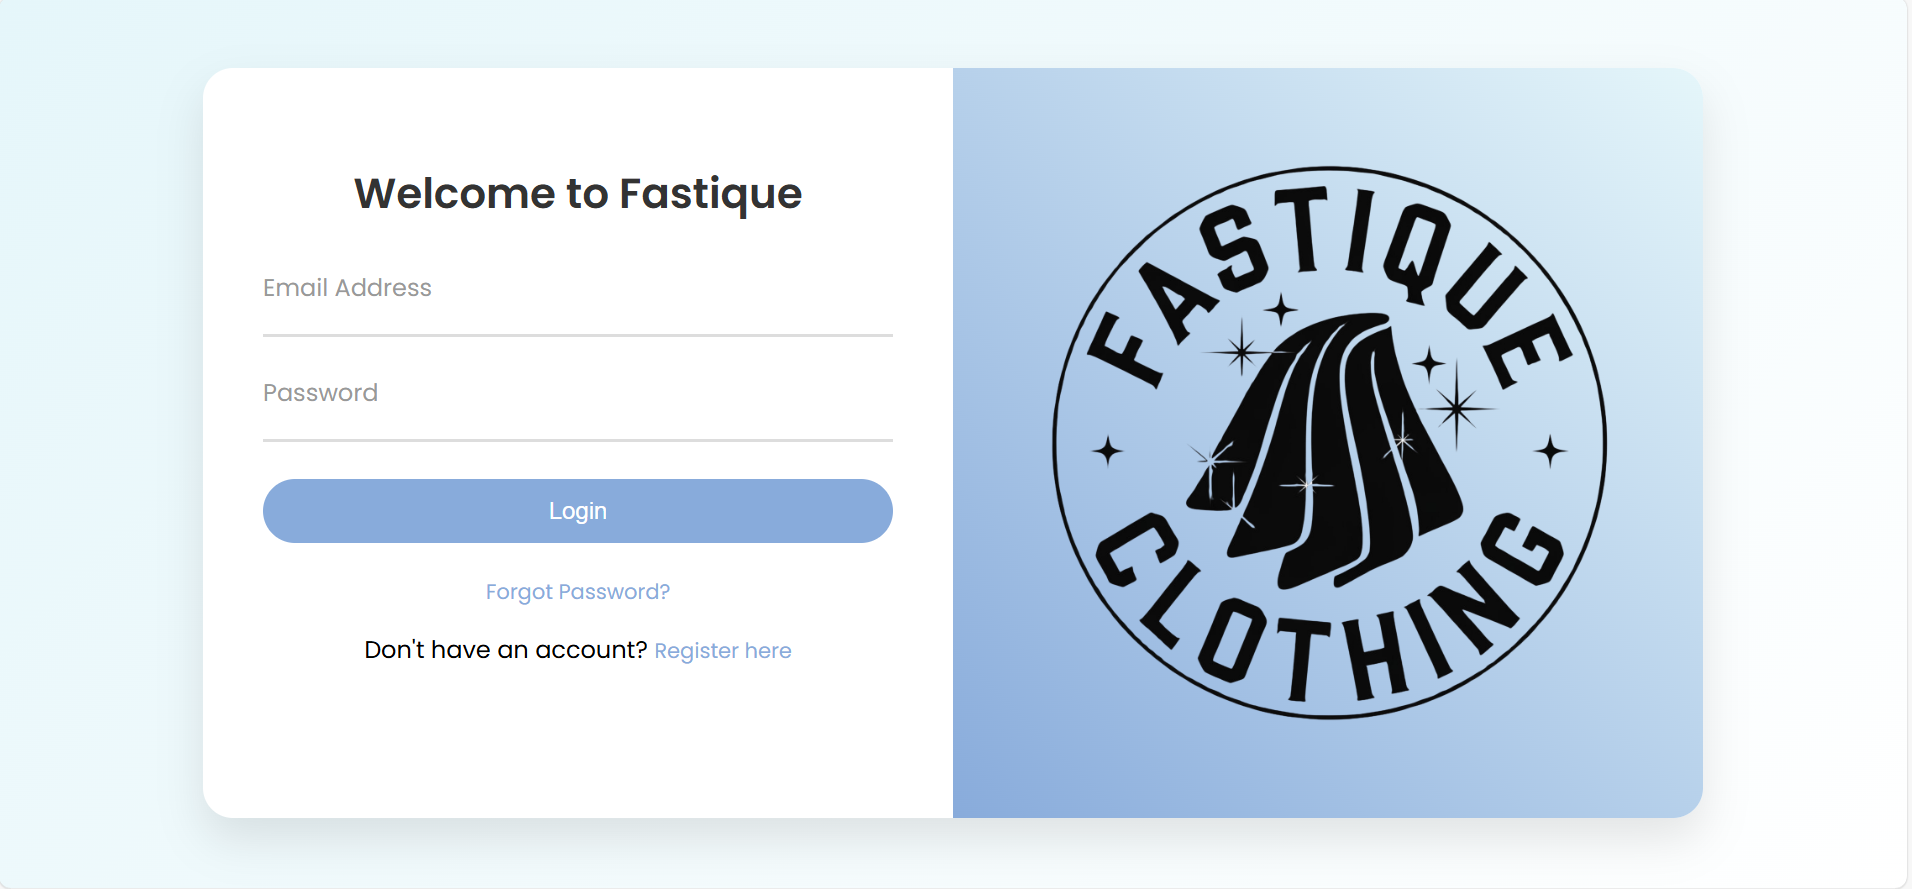 Welcome to Fastique
Email Address
Password
Login
Forgot Password?
Don't have an account? Register here
FASTIQUE
CLOTHING